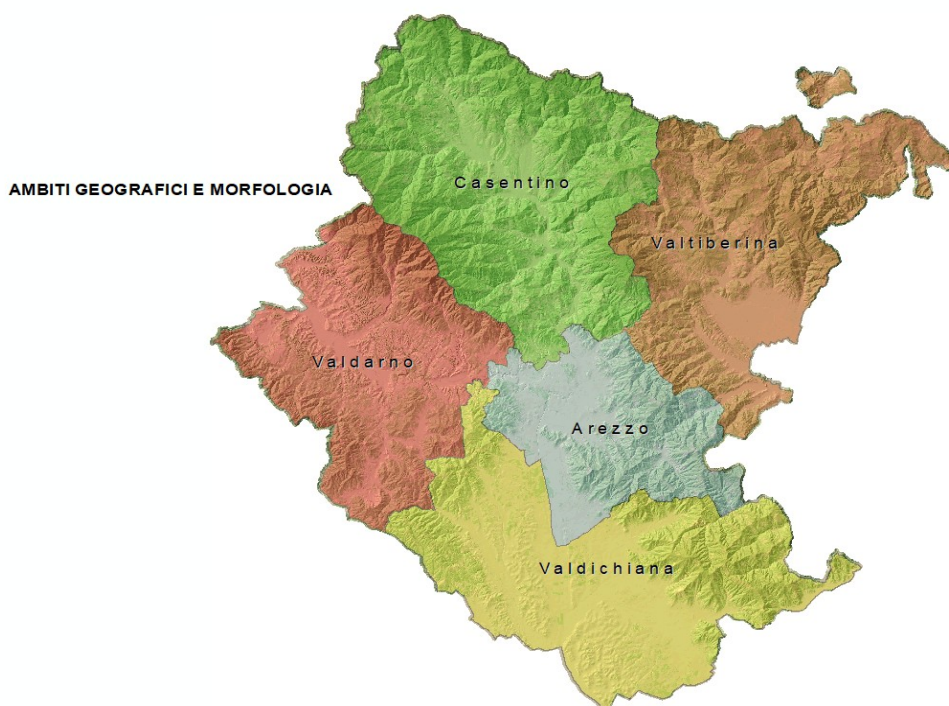 Casentino
AMBITI GEOGRAFICI E MORFOLOGIA
Valtiberina
Valdarno
Arezzo
Valdichiana